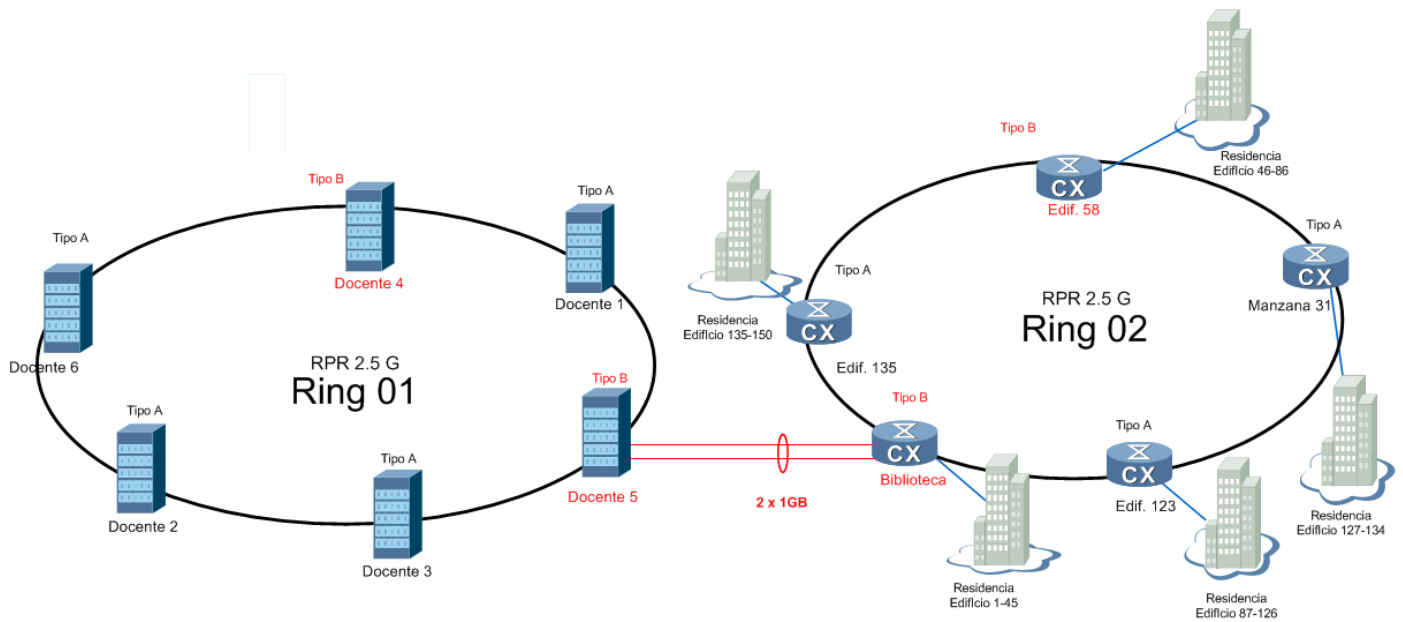 Tipo B
Docente 4
Tipo A
Docente 1
Tipo A
Docente 6
RPR 2.5 G
Ring 01
Tipo B
Docente 5
Tipo A
Docente 2
Tipo A
Docente 3
2 x 1GB
Tipo B
CX
Edif. 58
Residencia
Edificio 46-86
Tipo A
CX
Manzana 31
Tipo A
CX
Edif. 135
Residencia
Edificio 135-150
RPR 2.5 G
Ring 02
Tipo B
CX
Biblioteca
Tipo A
CX
Edif. 123
Residencia
Edificio 127-134
Residencia
Edificio 1-45
Residencia
Edificio 87-126